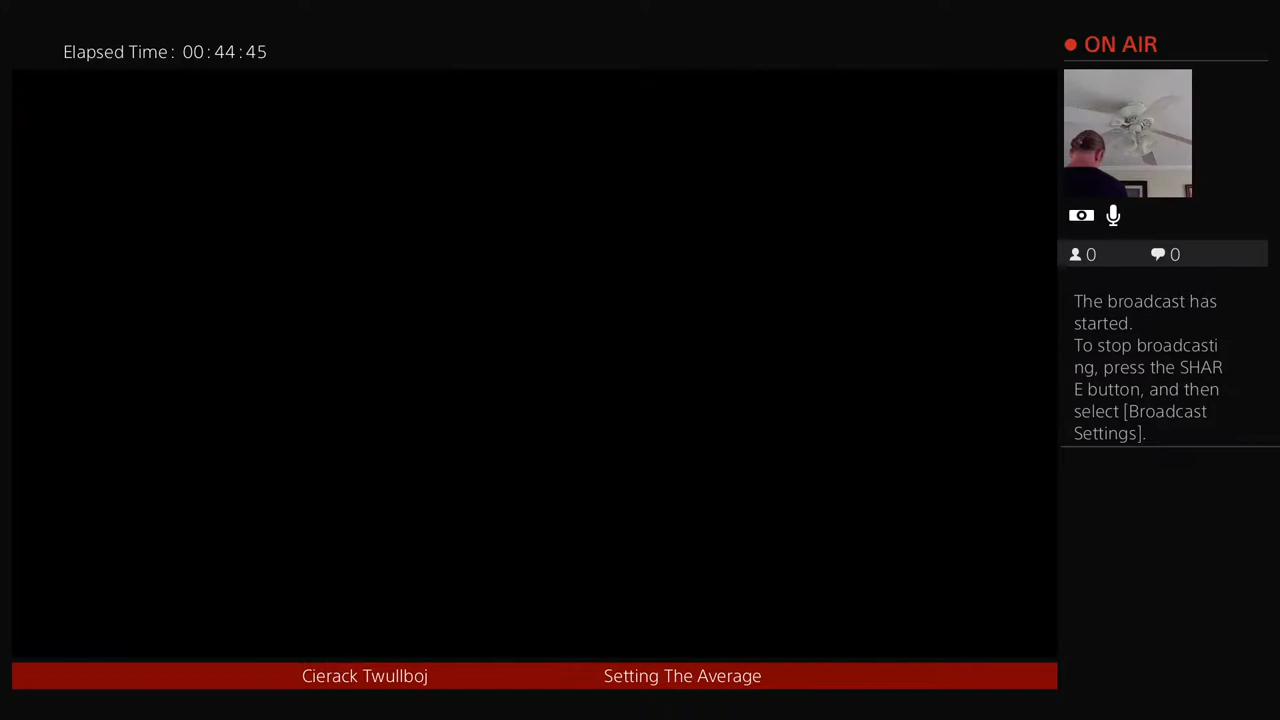 Elapsed Time: 00:44:45
ON AIR
0 0
The broadcast has
started.
To stop broadcasti
ng, press the SHAR
E button, and then
select [Broadcast
Settings].
Cierack Twullboj Setting The Average